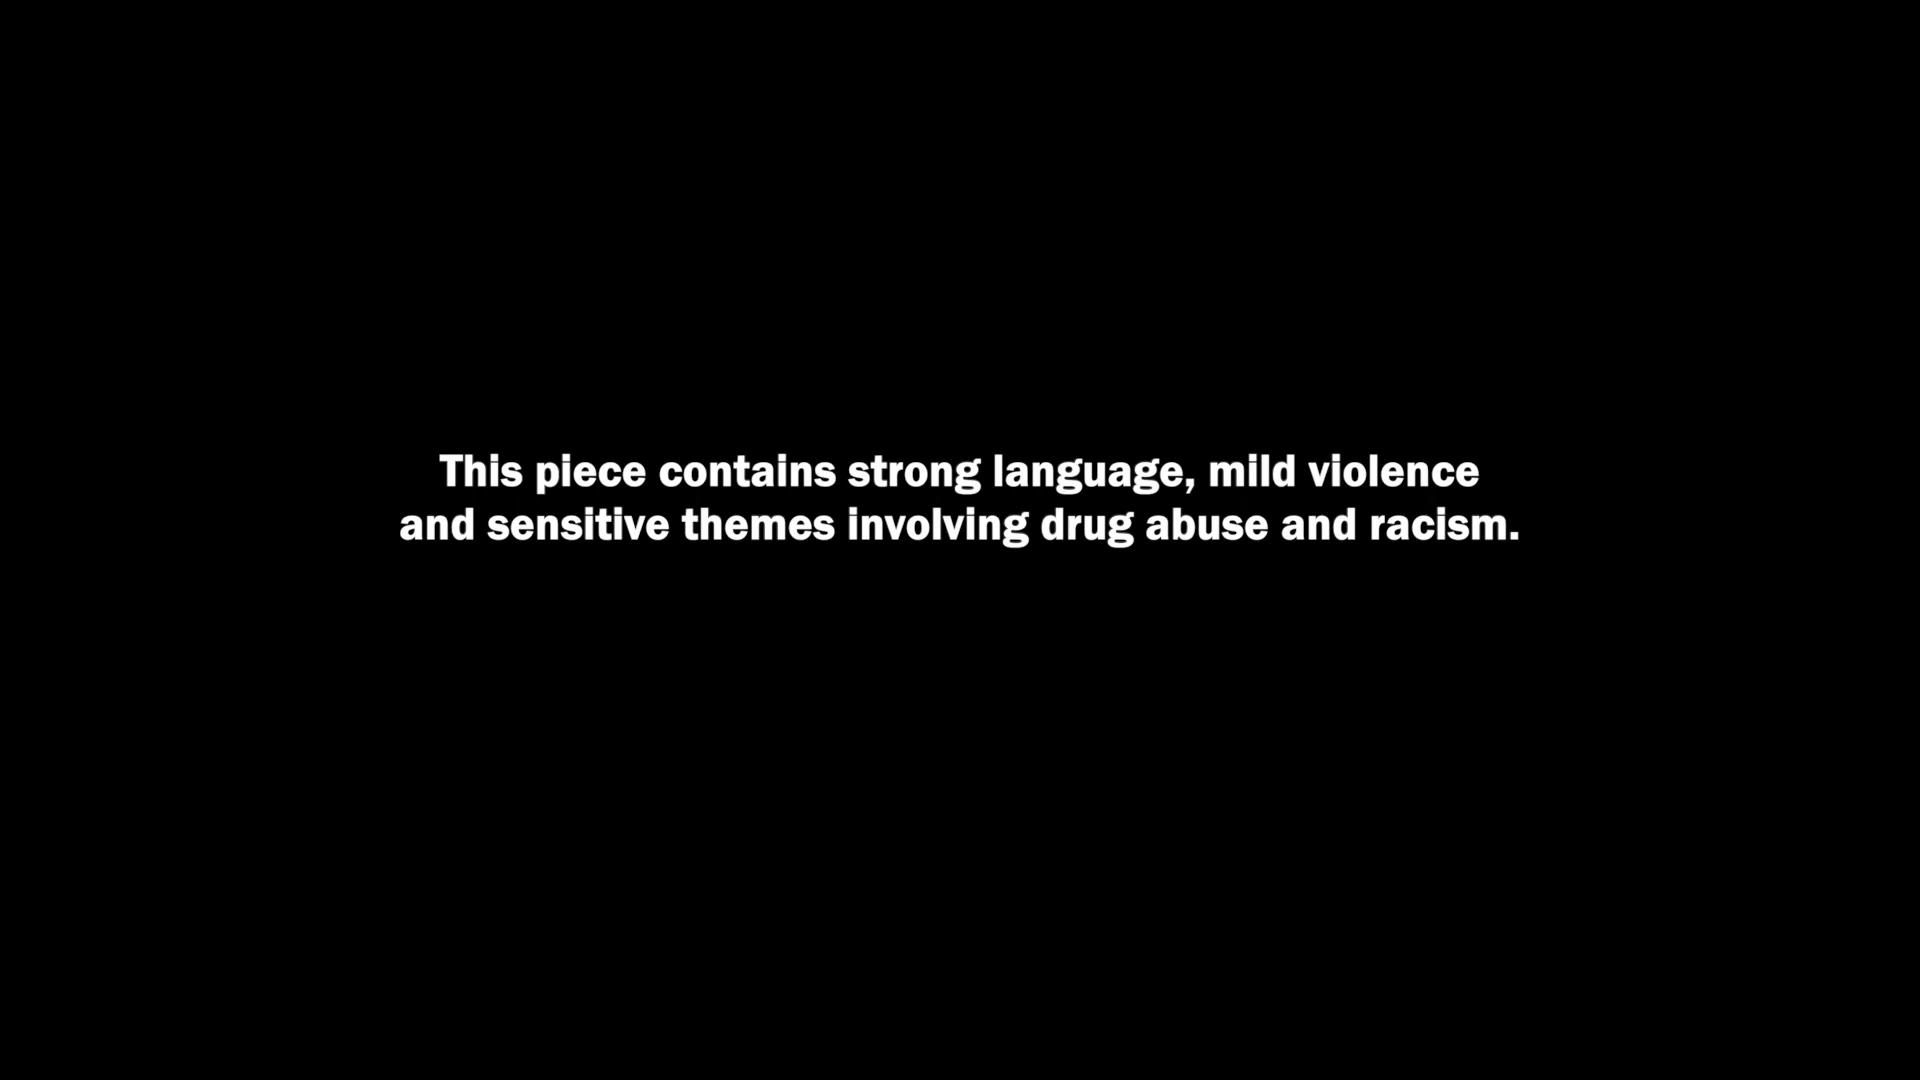 This piece contains strong language, mild violence
and sensitive themes involving drug abuse and racism.